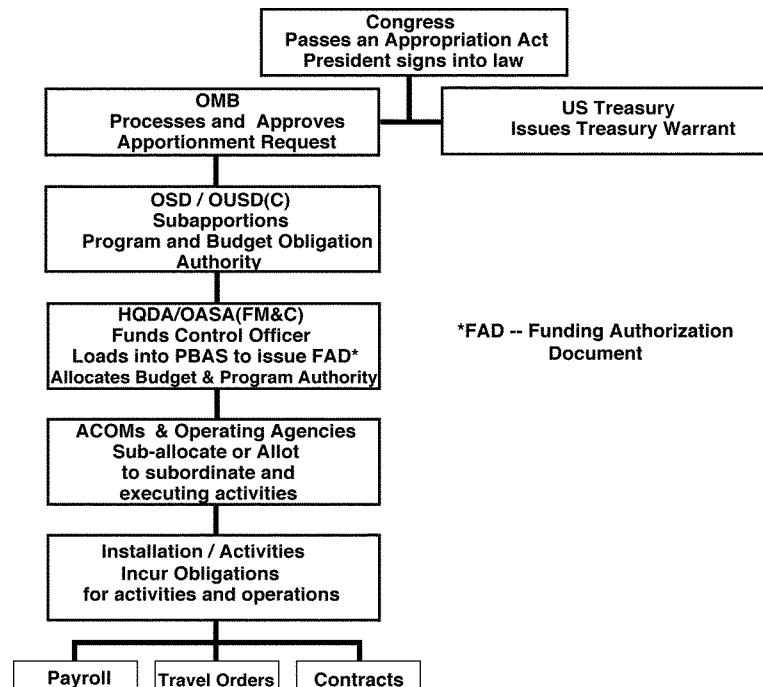 Congress
Passes an Appropriation Act
President signs into law
OMB
Processes and Approves
Apportionment Request
US Treasury
Issues Treasury Warrant
OSD / OUSD(C)
Subapportions
Program and Budget Obligation
Authority
HQDA/OASA(FM&C)
Funds Control Officer
Loads into PBAS to issue FAD*
Allocates Budget & Program Authority
*FAD -- Funding Authorization
Document
ACOMs & Operating Agencies
Sub-allocate or Allot
to subordinate and
executing activities
Installation / Activities
Incur Obligations
for activities and operations
Payroll
Travel Orders
Contracts